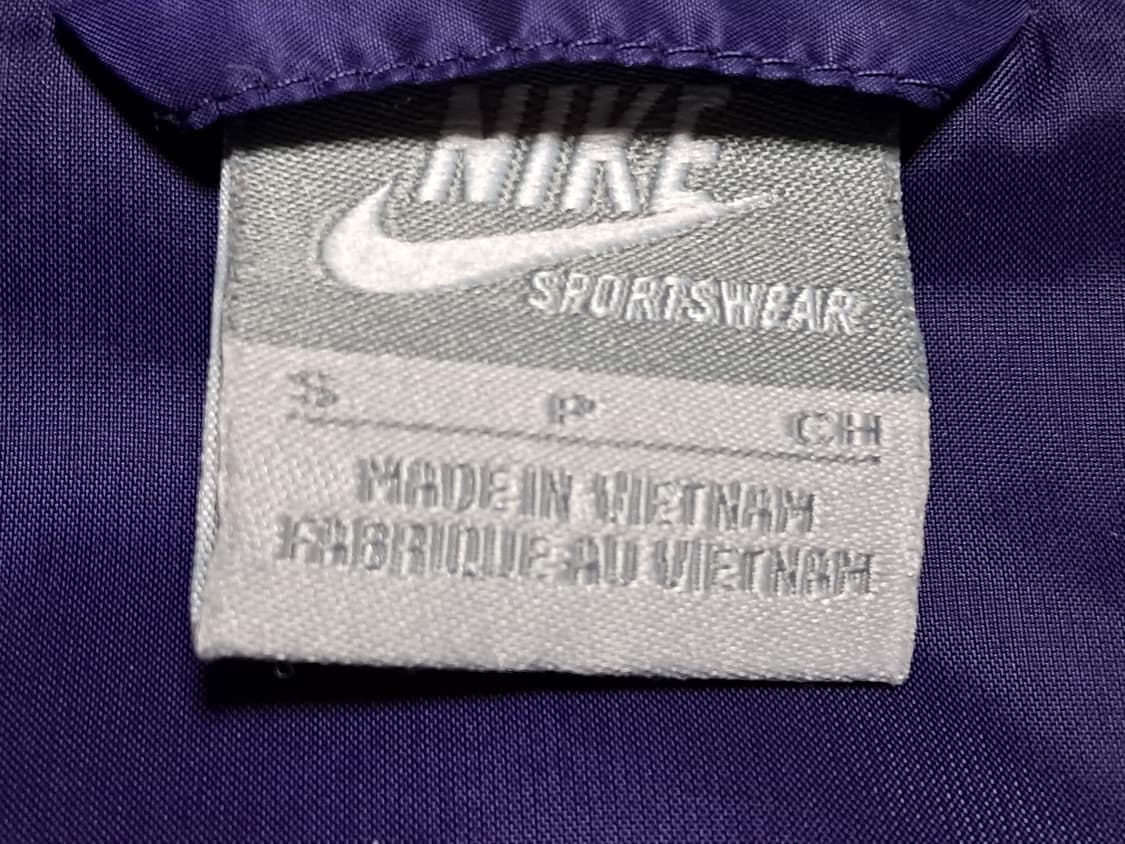 NIKE
SPORTSWEAR
S P CH
MADE IN VIETNAM
FABRIQUE AU VIETNAM